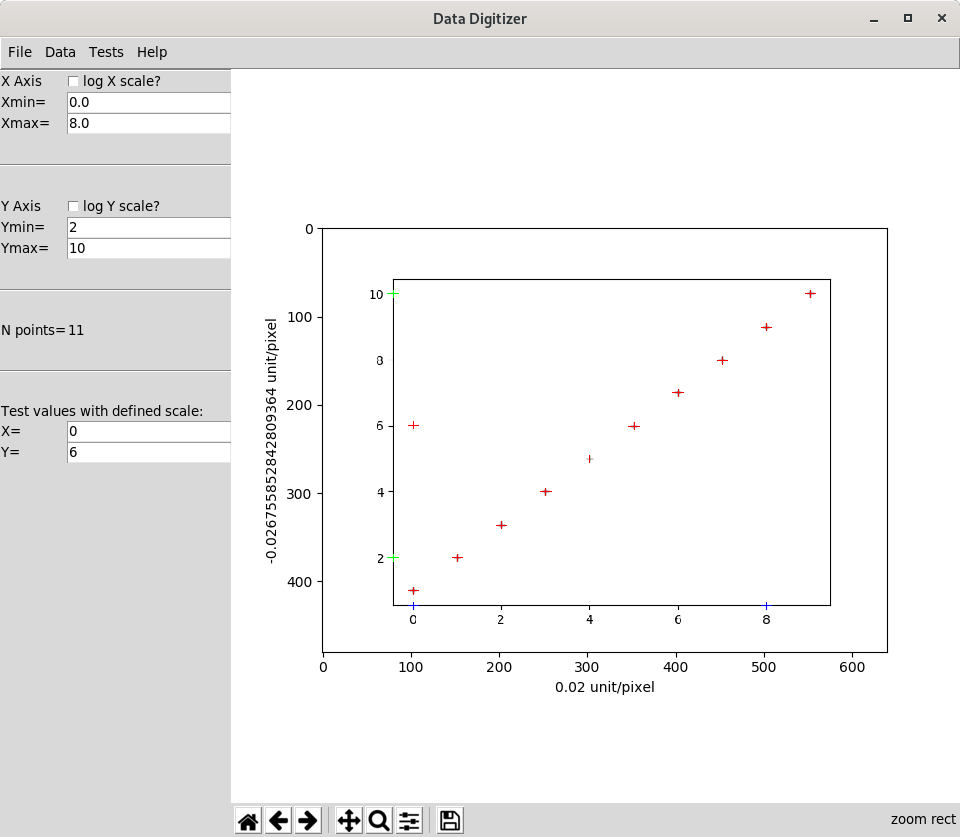 Data Digitizer
File Data Tests Help
X Axis log X scale?
Xmin= 0.0
Xmax= 8.0
Y Axis log Y scale?
Ymin= 2
Ymax= 10
N points= 11
Test values with defined scale:
X= 0
Y= 6
0
100
200
300
400
-0.026755852842809364 unit/pixel
10
8
6
4
2
0 2 4 6 8
0 100 200 300 400 500 600
0.02 unit/pixel
zoom rect